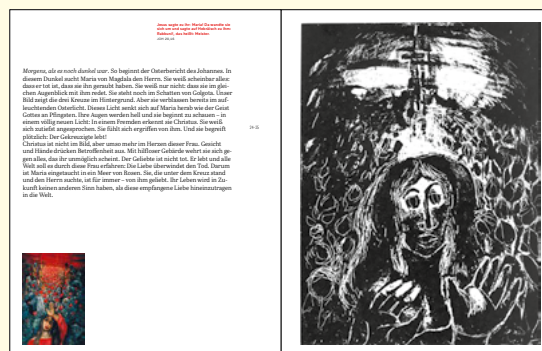 Jesus sagte zu ihr: Maria! Da wandte sie
sich um und sagte auf Hebräisch zu ihm:
Rabbuni!, das heißt: Meister.
Morgens, als es noch dunkel war. So beginnt der Osterbericht des Johannes. In
diesem Dunkel sucht Maria von Magdala den Herrn. Sie weiß scheinbar alles:
dass er tot ist, dass sie ihn geraubt haben. Sie weiß nur nicht: dass sie im glei-
chen Augenblick mit ihm redet. Sie steht noch im Schatten von Golgota. Unser
Bild zeigt die drei Kreuze im Hintergrund. Aber sie verblassen bereits im auf-
leuchtenden Osterlicht. Dieses Licht senkt sich auf Maria herab wie der Geist
Gottes an Pfingsten. Ihre Augen werden hell und sie beginnt zu schauen – in
einem völlig neuen Licht: In einem Fremden erkennt sie Christus. Sie weiß
sich zutiefst angesprochen. Sie fühlt sich ergriffen von ihm. Und sie begreift
plötzlich: Der Gekreuzigte lebt!
24-25
Christus ist nicht im Bild, aber umso mehr im Herzen dieser Frau. Gesicht
und Hände drücken Betroffenheit aus. Mit hilfloser Gebärde wehrt sie sich ge-
gen alles, das ihr unmöglich scheint. Der Geliebte ist nicht tot. Er lebt und alle
Welt soll es durch diese Frau erfahren: Die Liebe überwindet den Tod. Darum
ist Maria eingetaucht in ein Meer von Rosen. Sie, die unter dem Kreuz stand
und den Herrn suchte, ist für immer – von ihm geliebt. Ihr Leben wird in Zu-
kunft keinen anderen Sinn haben, als diese empfangene Liebe hineinzutragen
in die Welt.